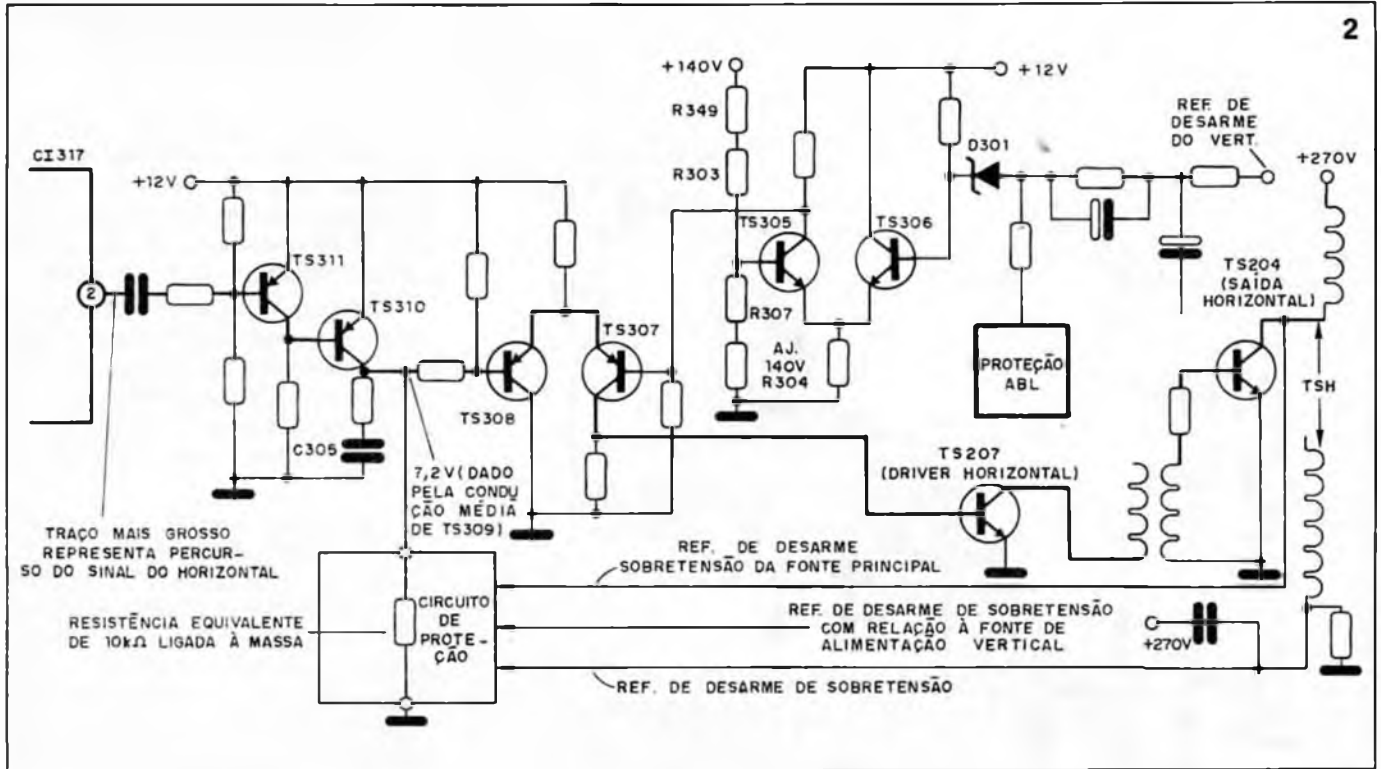 2
+140V
+12V
R349
REF. DE
DESARME
DO VERT.
D301
+270V
CI317
R303
+12V
TS305
TS306
TS311
TS204
(SAÍDA
HORIZONTAL)
2
TS310
TS307
R307
AJ.
140V
R304
PROTEÇÃO
ABL
TSH
TS308
C305
7,2V (DADO
PELA CONDU
ÇÃO MÉDIA
DE TS309)
TS207
(DRIVER HORIZONTAL)
TRAÇO MAIS GROSSO
REPRESENTA PERCUR-
SO DO SINAL DO HORIZONTAL
REF. DE DESARME
SOBRETENSÃO DA FONTE PRINCIPAL
RESISTÊNCIA EQUIVALENTE
DE 10kΩ LIGADA À MASSA
CIRCUITO
DE
PROTE-
ÇÃO
REF. DE DESARME DE SOBRETENSÃO
COM RELAÇÃO À FONTE DE
ALIMENTAÇÃO VERTICAL
+270V
REF. DE DESARME DE SOBRETENSÃO